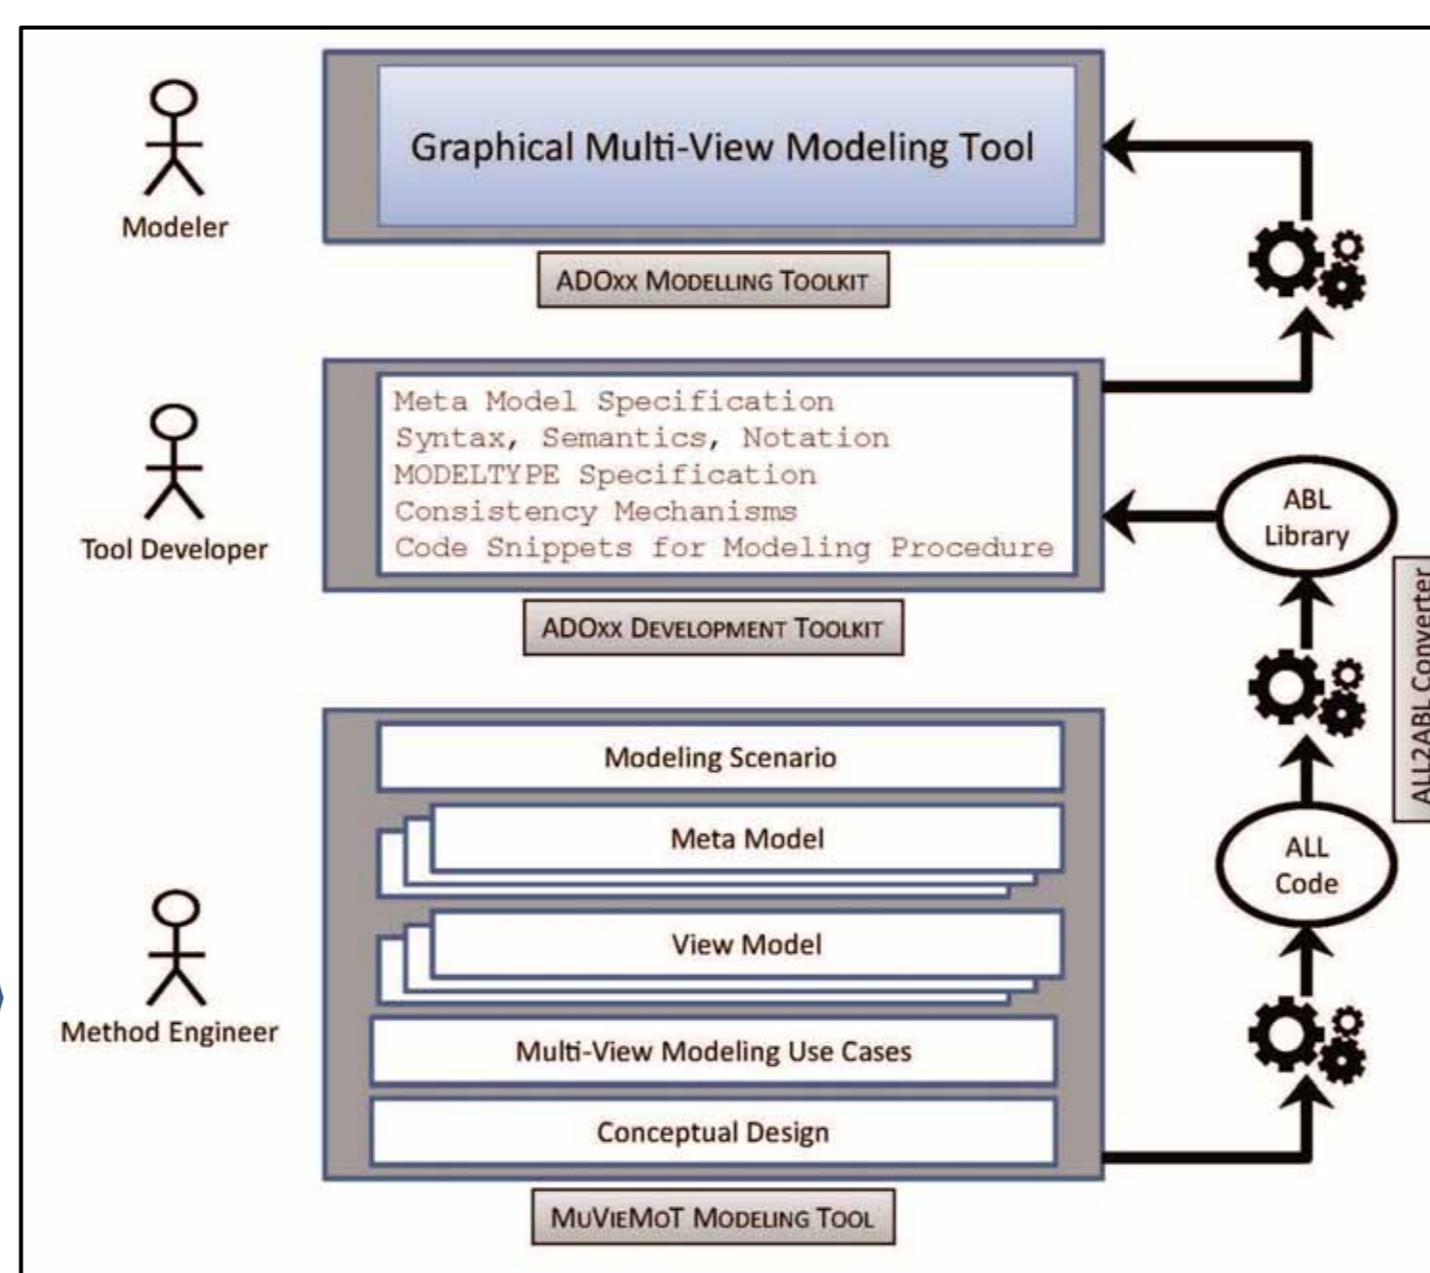 Graphical Multi-View Modeling Tool
Modeler
ADOXX MODELLING TOOLKIT
Meta Model Specification
Syntax, Semantics, Notation
MODELTYPE Specification
Consistency Mechanisms
Code Snippets for Modeling Procedure
Tool Developer
ABL
Library
ADOXX DEVELOPMENT TOOLKIT
ALL2ABL Converter
Modeling Scenario
Meta Model
ALL
Code
View Model
Method Engineer
Multi-View Modeling Use Cases
Conceptual Design
MUVIEMOT MODELING TOOL